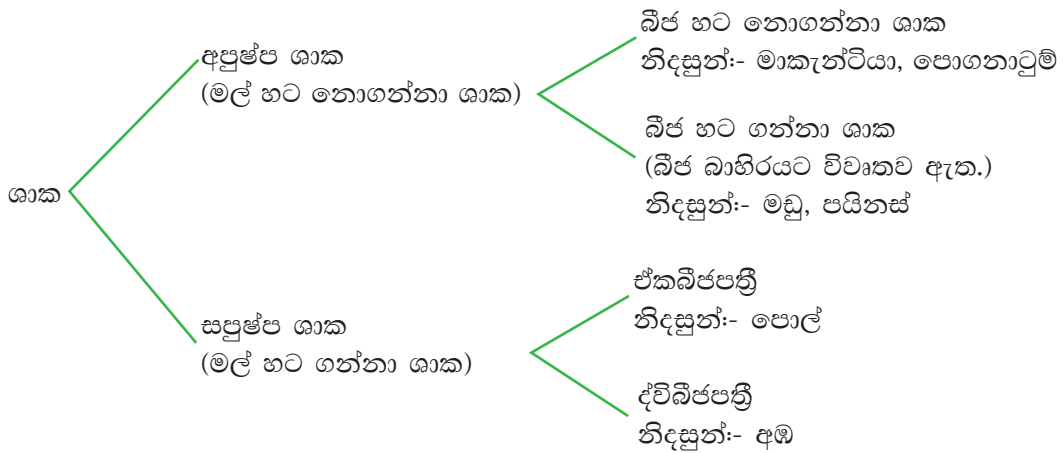 ශාක
අපුෂ්ප ශාක
(මල් හට නොගන්නා ශාක)
බීජ හට නොගන්නා ශාක
නිදසුන්:- මාකැන්ටියා, පොගනාටුම්
බීජ හට ගන්නා ශාක
(බීජ බාහිරයට විවෘතව ඇත.)
නිදසුන්:- මඩු, පයිනස්
සපුෂ්ප ශාක
(මල් හට ගන්නා ශාක)
ඒකබීජපත්‍රී
නිදසුන්:- පොල්
ද්විබීජපත්‍රී
නිදසුන්:- අඹ